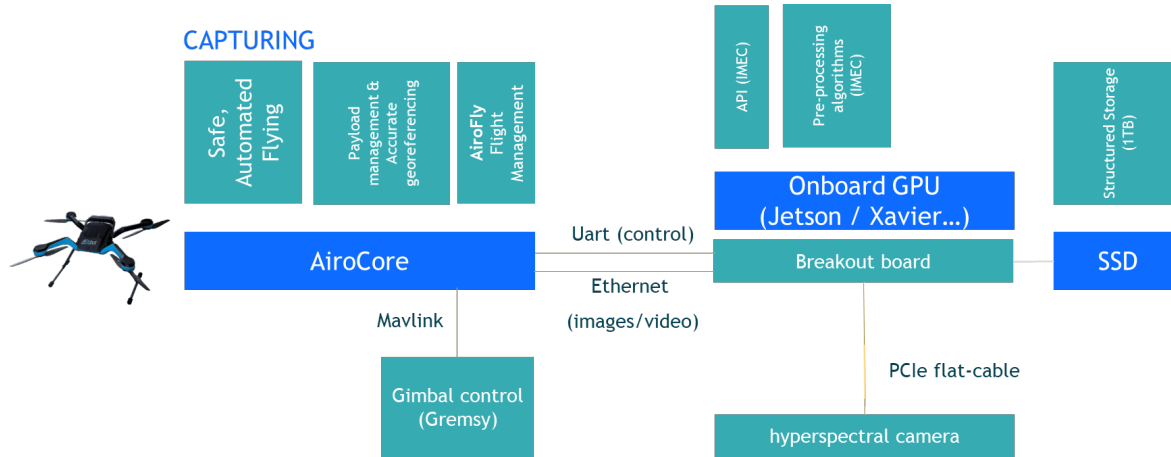 CAPTURING
Safe,
Automated
Flying
Payload
management &
Accurate
georeferencing
AiroFly
Flight
Management
API (IMEC)
Pre-processing
algorithms
(IMEC)
Structured Storage
(1TB)
Onboard GPU
(Jetson / Xavier...)
AiroCore
Uart (control)
Ethernet
(images/video)
Breakout board
SSD
Mavlink
Gimbal control
(Gremsy)
PCIe flat-cable
hyperspectral camera